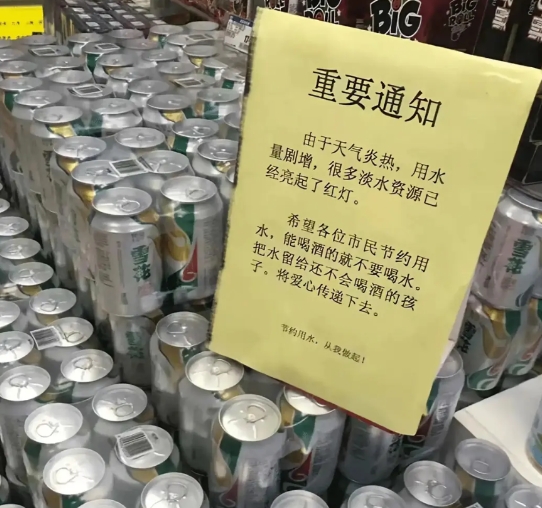 BIG
ROLL
BIG
ROLL
BIG
重要通知
由于天气炎热，用水
量剧增，很多淡水资源已
经亮起了红灯。
希望各位市民节约用
水，能喝酒的就不要喝水。
把水留给还不会喝酒的孩
子。将爱心传递下去。
节约用水，从我做起！
雪花
雪花